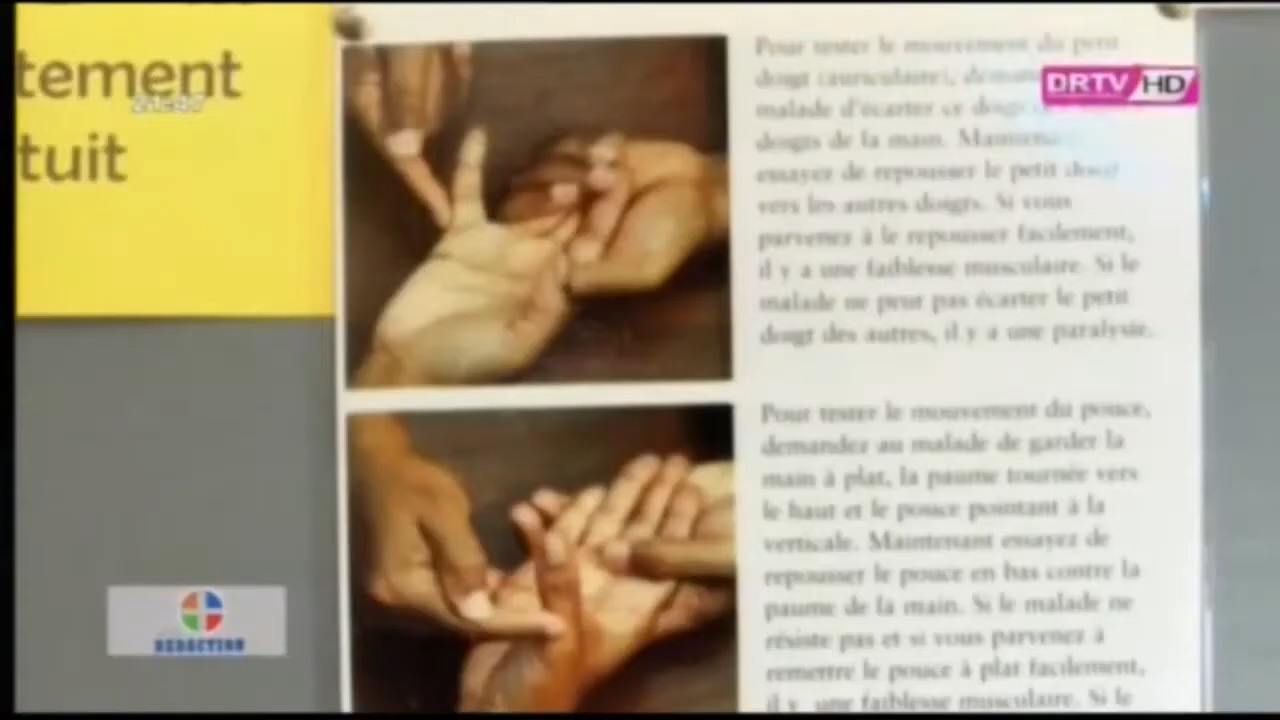 tement
21:47
tuit
DRTV HD
Pour tester le mouvement du petit
doigt (auriculaire),
malade d'écarter ce doigt
doigts de la main.
essayez de repousser le petit doigt
vers les autres doigts. Si vous
parvenez à le repousser facilement,
il y a une faiblesse musculaire. Si le
malade ne peut pas écarter le petit
doigt des autres, il y a une paralysie.
Pour tester le mouvement du pouce,
demandez au malade de garder la
main à plat, la paume tournée vers
le haut et le pouce pointant à la
verticale. Maintenant essayez de
repousser le pouce en bas contre la
paume de la main. Si le malade ne
résiste pas et si vous parvenez à
remettre le pouce à plat facilement,
il y une faiblesse musculaire. Si le
REDACTION